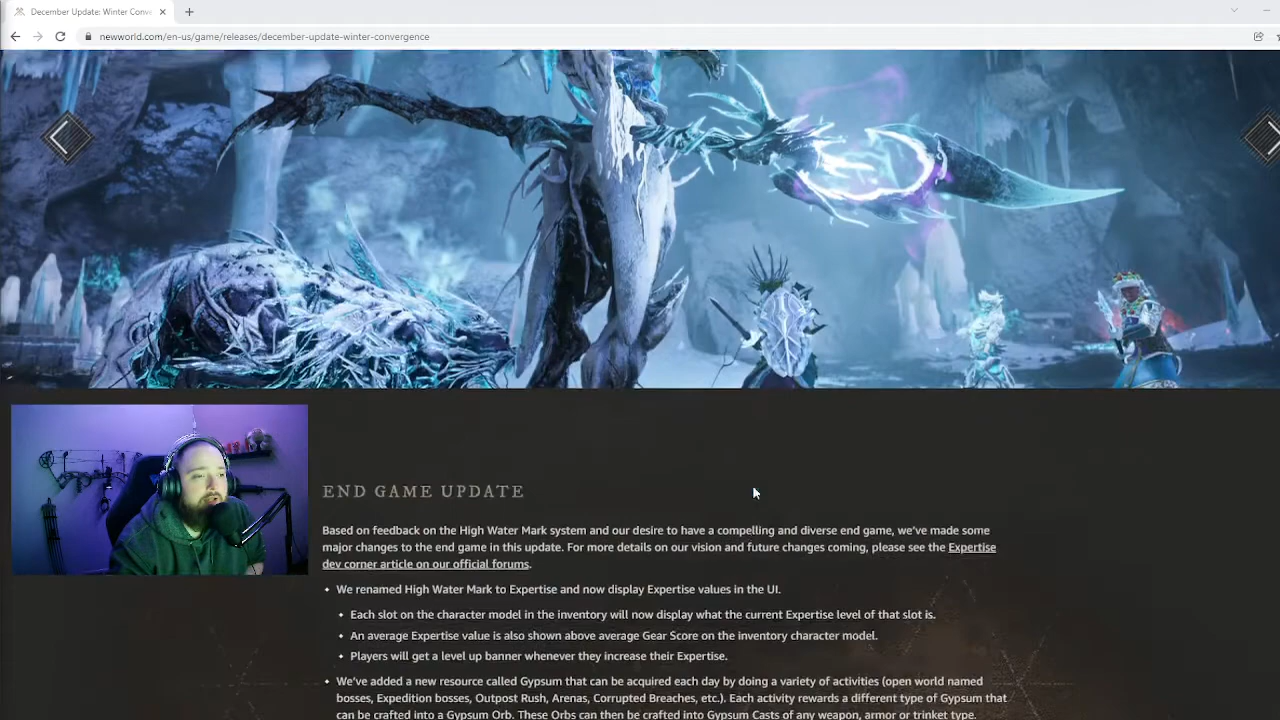 December Update: Winter Conv
newworld.com/en-us/game/releases/december-update-winter-convergence
END GAME UPDATE
Based on feedback on the High Water Mark system and our desire to have a compelling and diverse end game, we've made some
major changes to the end game in this update. For more details on our vision and future changes coming, please see the Expertise
dev corner article on our official forums.
• We renamed High Water Mark to Expertise and now display Expertise values in the UI.
• Each slot on the character model in the inventory will now display what the current Expertise level of that slot is.
• An average Expertise value is also shown above average Gear Score on the inventory character model.
• Players will get a level up banner whenever they increase their Expertise.
• We've added a new resource called Gypsum that can be acquired each day by doing a variety of activities (open world named
bosses, Expedition bosses, Outpost Rush, Arenas, Corrupted Breaches, etc.). Each activity rewards a different type of Gypsum that
can be crafted into a Gypsum Orb. These Orbs can then be crafted into Gypsum Casts of any weapon, armor or trinket type.